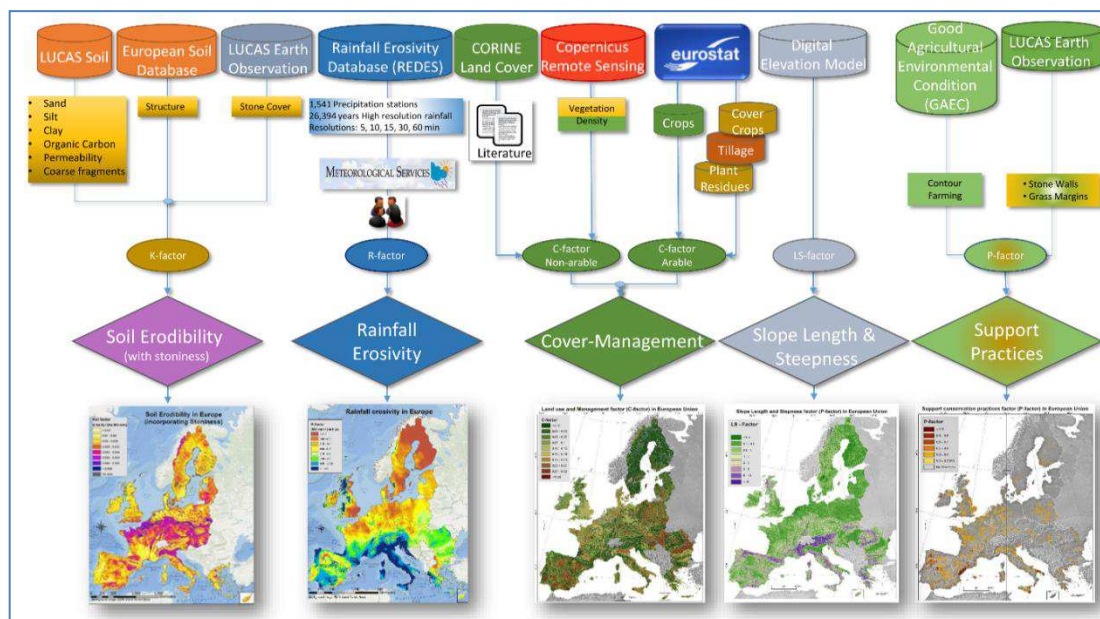 LUCAS Soil
European Soil
Database
LUCAS Earth
Observation
Rainfall Erosivity
Database (REDES)
CORINE
Land Cover
Copernicus
Remote Sensing
eurostat
Digital
Elevation Model
Good
Agricultural
Environmental
Condition
(GAEC)
LUCAS Earth
Observation
• Sand
• Silt
• Clay
• Organic Carbon
• Permeability
• Coarse fragments
Structure
Stone Cover
1,541 Precipitation stations
26,394 years High resolution rainfall
Resolutions: 5, 10, 15, 30, 60 min
METEOROLOGICAL SERVICES
Literature
Vegetation
Density
Crops
Cover
Crops
Tillage
Plant
Residues
Contour
Farming
• Stone Walls
• Grass Margins
K-factor
R-factor
C-factor
Non-arable
C-factor
Arable
LS-factor
P-factor
Soil Erodibility
(with stoniness)
Rainfall
Erosivity
Cover-Management
Slope Length &
Steepness
Support
Practices
Soil Erodibility in Europe
(incorporating Stoniness)
Rainfall erosivity in Europe
Land use and Management factor (C-factor) in European Union
C-Factor
Slope Length and Steepness factor (P-factor) in European Union
LS - Factor
Support conservation practices factor (P-factor) in European Union
P-Factor